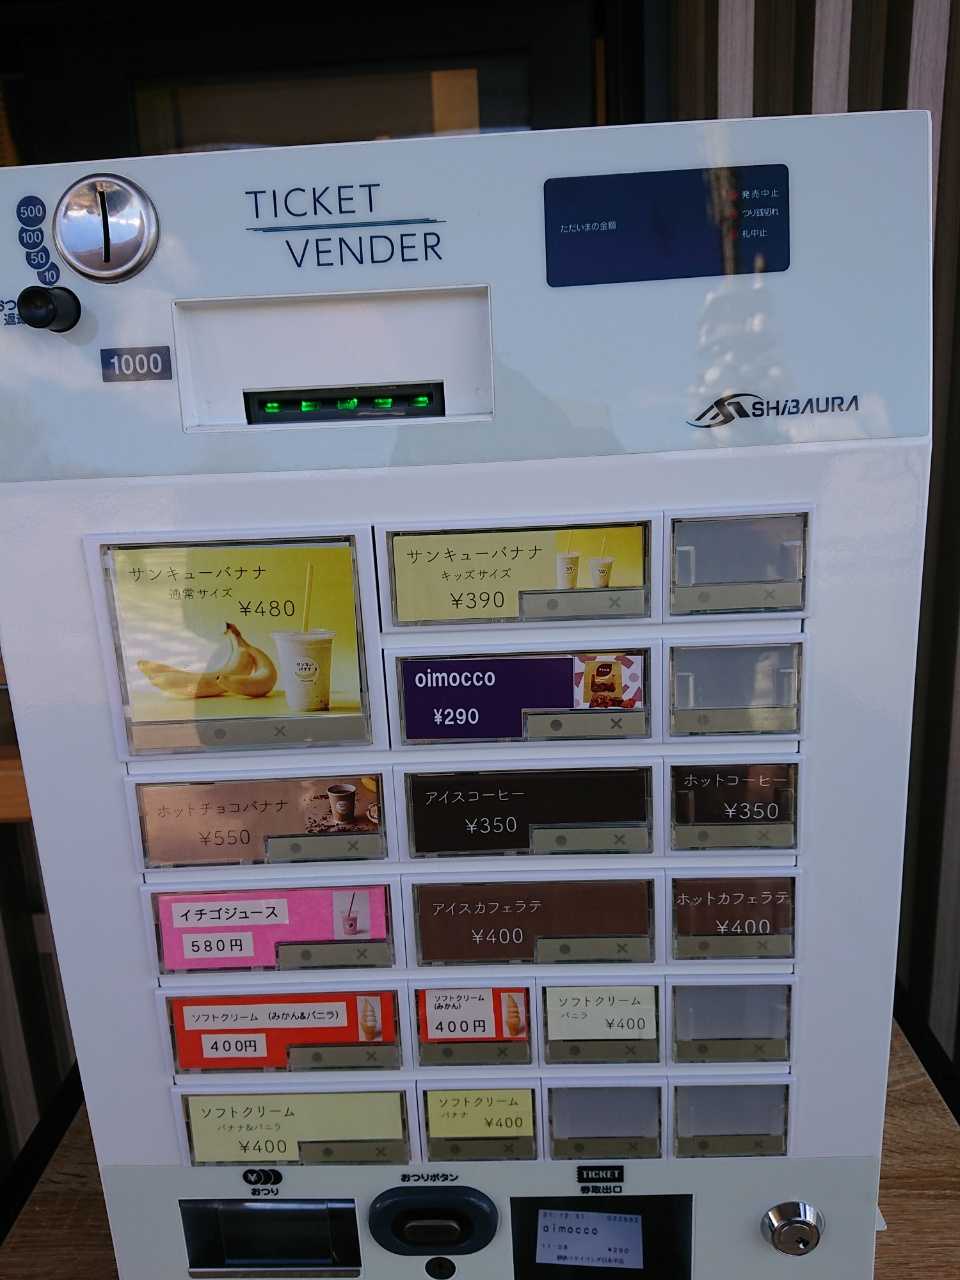 TICKET
VENDER
500
100
50
10
1000
ただいまの金額
発売中止
つり銭切れ
札中止
SHiBAURA
サンキューバナナ
通常サイズ
¥480
サンキューバナナ
キッズサイズ
¥390
oimocco
¥290
ホットチョコバナナ
¥550
アイスコーヒー
¥350
ホットコーヒー
¥350
イチゴジュース
580円
アイスカフェラテ
¥400
ホットカフェラテ
¥400
ソフトクリーム (みかん&バニラ)
400円
ソフトクリーム
(みかん)
400円
ソフトクリーム
バニラ
¥400
ソフトクリーム
バナナ&バニラ
¥400
ソフトクリーム
バナナ
¥400
おつり
おつりボタン
TICKET
券取出口
oimocco
¥290